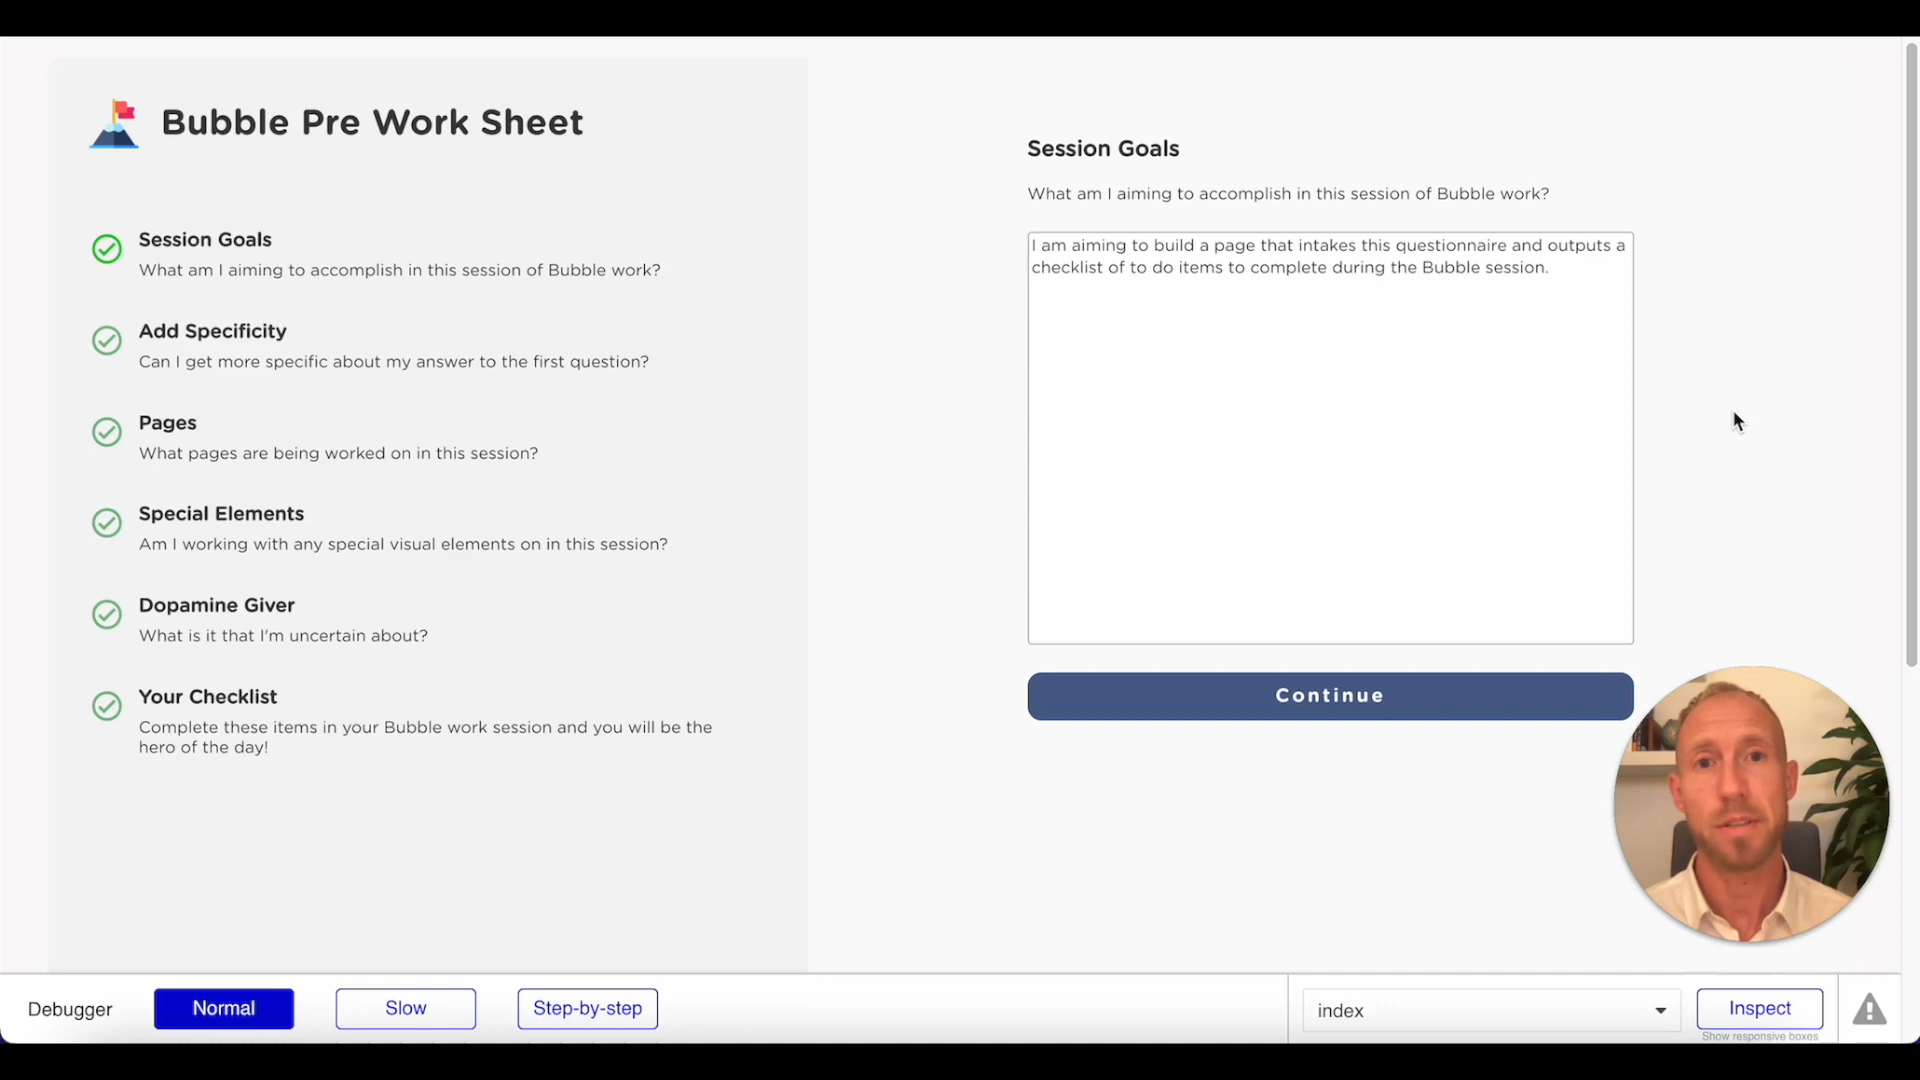 Bubble Pre Work Sheet
Session Goals
What am I aiming to accomplish in this session of Bubble work?
Add Specificity
Can I get more specific about my answer to the first question?
Pages
What pages are being worked on in this session?
Special Elements
Am I working with any special visual elements on in this session?
Dopamine Giver
What is it that I'm uncertain about?
Your Checklist
Complete these items in your Bubble work session and you will be the
hero of the day!
Session Goals
What am I aiming to accomplish in this session of Bubble work?
I am aiming to build a page that intakes this questionnaire and outputs a
checklist of to do items to complete during the Bubble session.
Continue
Debugger
Normal
Slow
Step-by-step
index
Inspect
Show responsive boxes